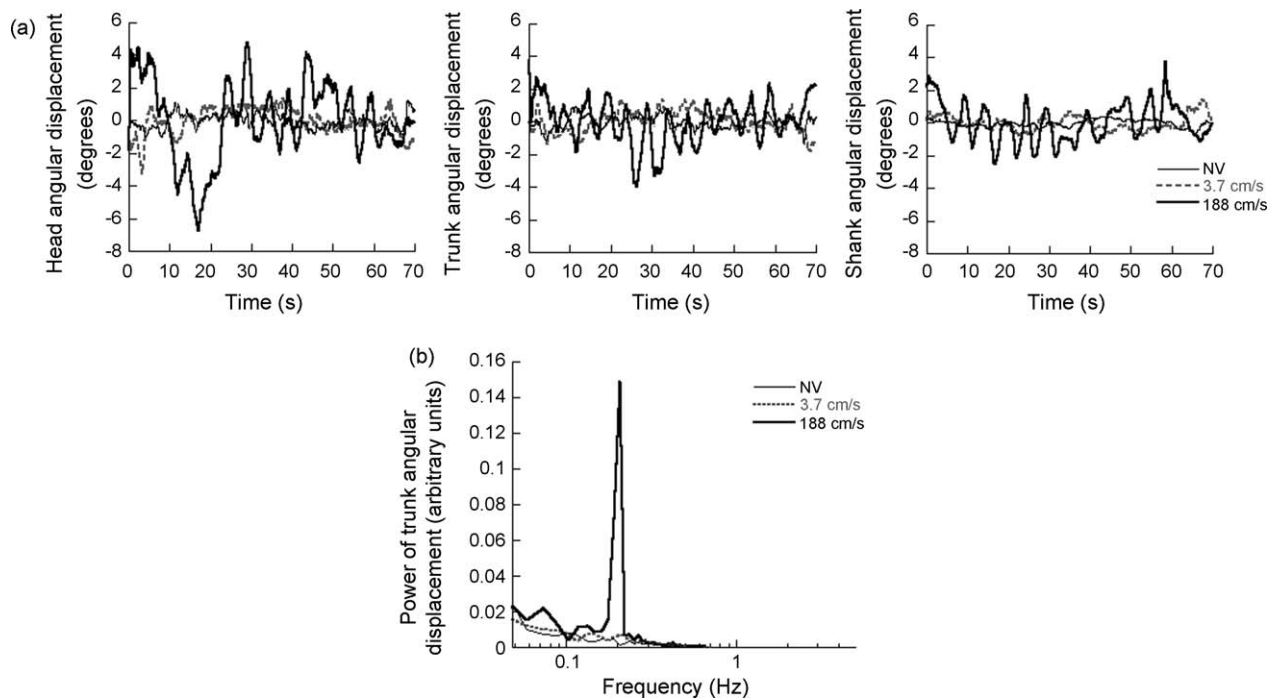 (a)
Head angular displacement
(degrees)
6
4
2
0
-2
-4
-6
-8
0 10 20 30 40 50 60 70
Time (s)
Trunk angular displacement
(degrees)
6
4
2
0
-2
-4
-6
-8
0 10 20 30 40 50 60 70
Time (s)
Shank angular displacement
(degrees)
6
4
2
0
-2
-4
-6
-8
0 10 20 30 40 50 60 70
Time (s)
NV
3.7 cm/s
188 cm/s
(b)
Power of trunk angular
displacement (arbitrary units)
0.16
0.14
0.12
0.1
0.08
0.06
0.04
0.02
0
0.1 1
Frequency (Hz)
NV
3.7 cm/s
188 cm/s